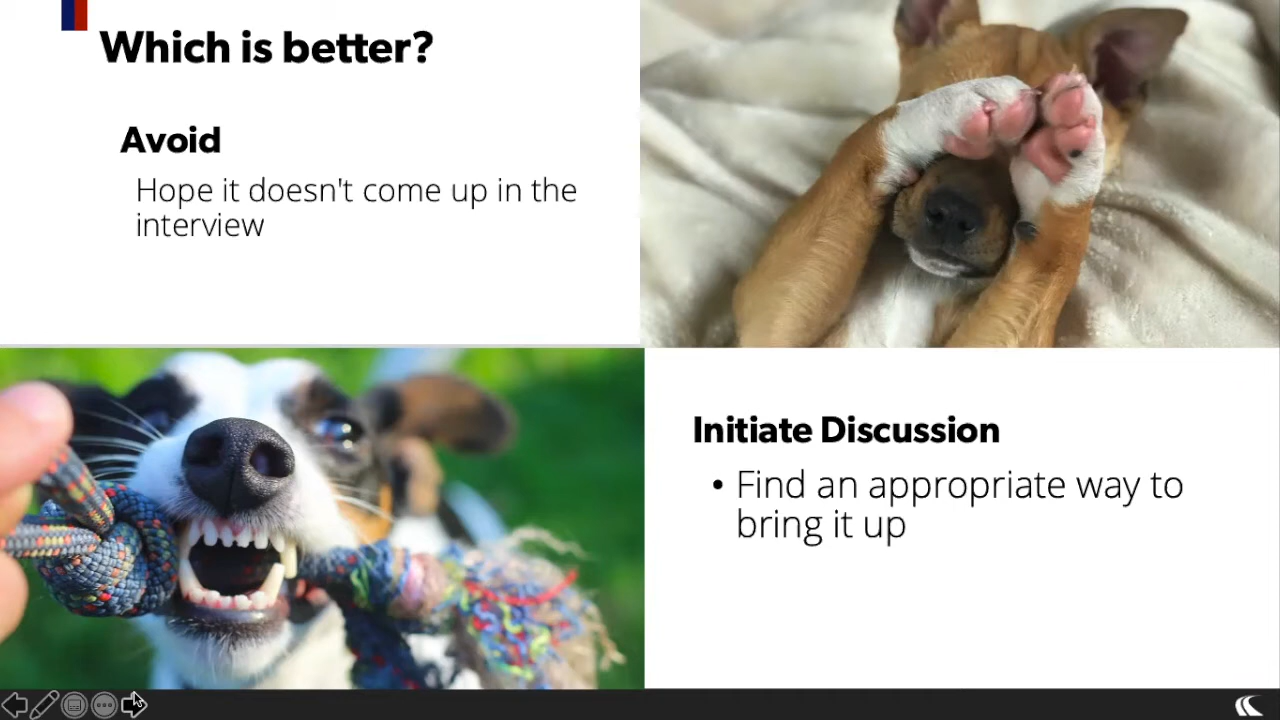 Which is better?
Avoid
Hope it doesn't come up in the
interview
Initiate Discussion
• Find an appropriate way to
bring it up